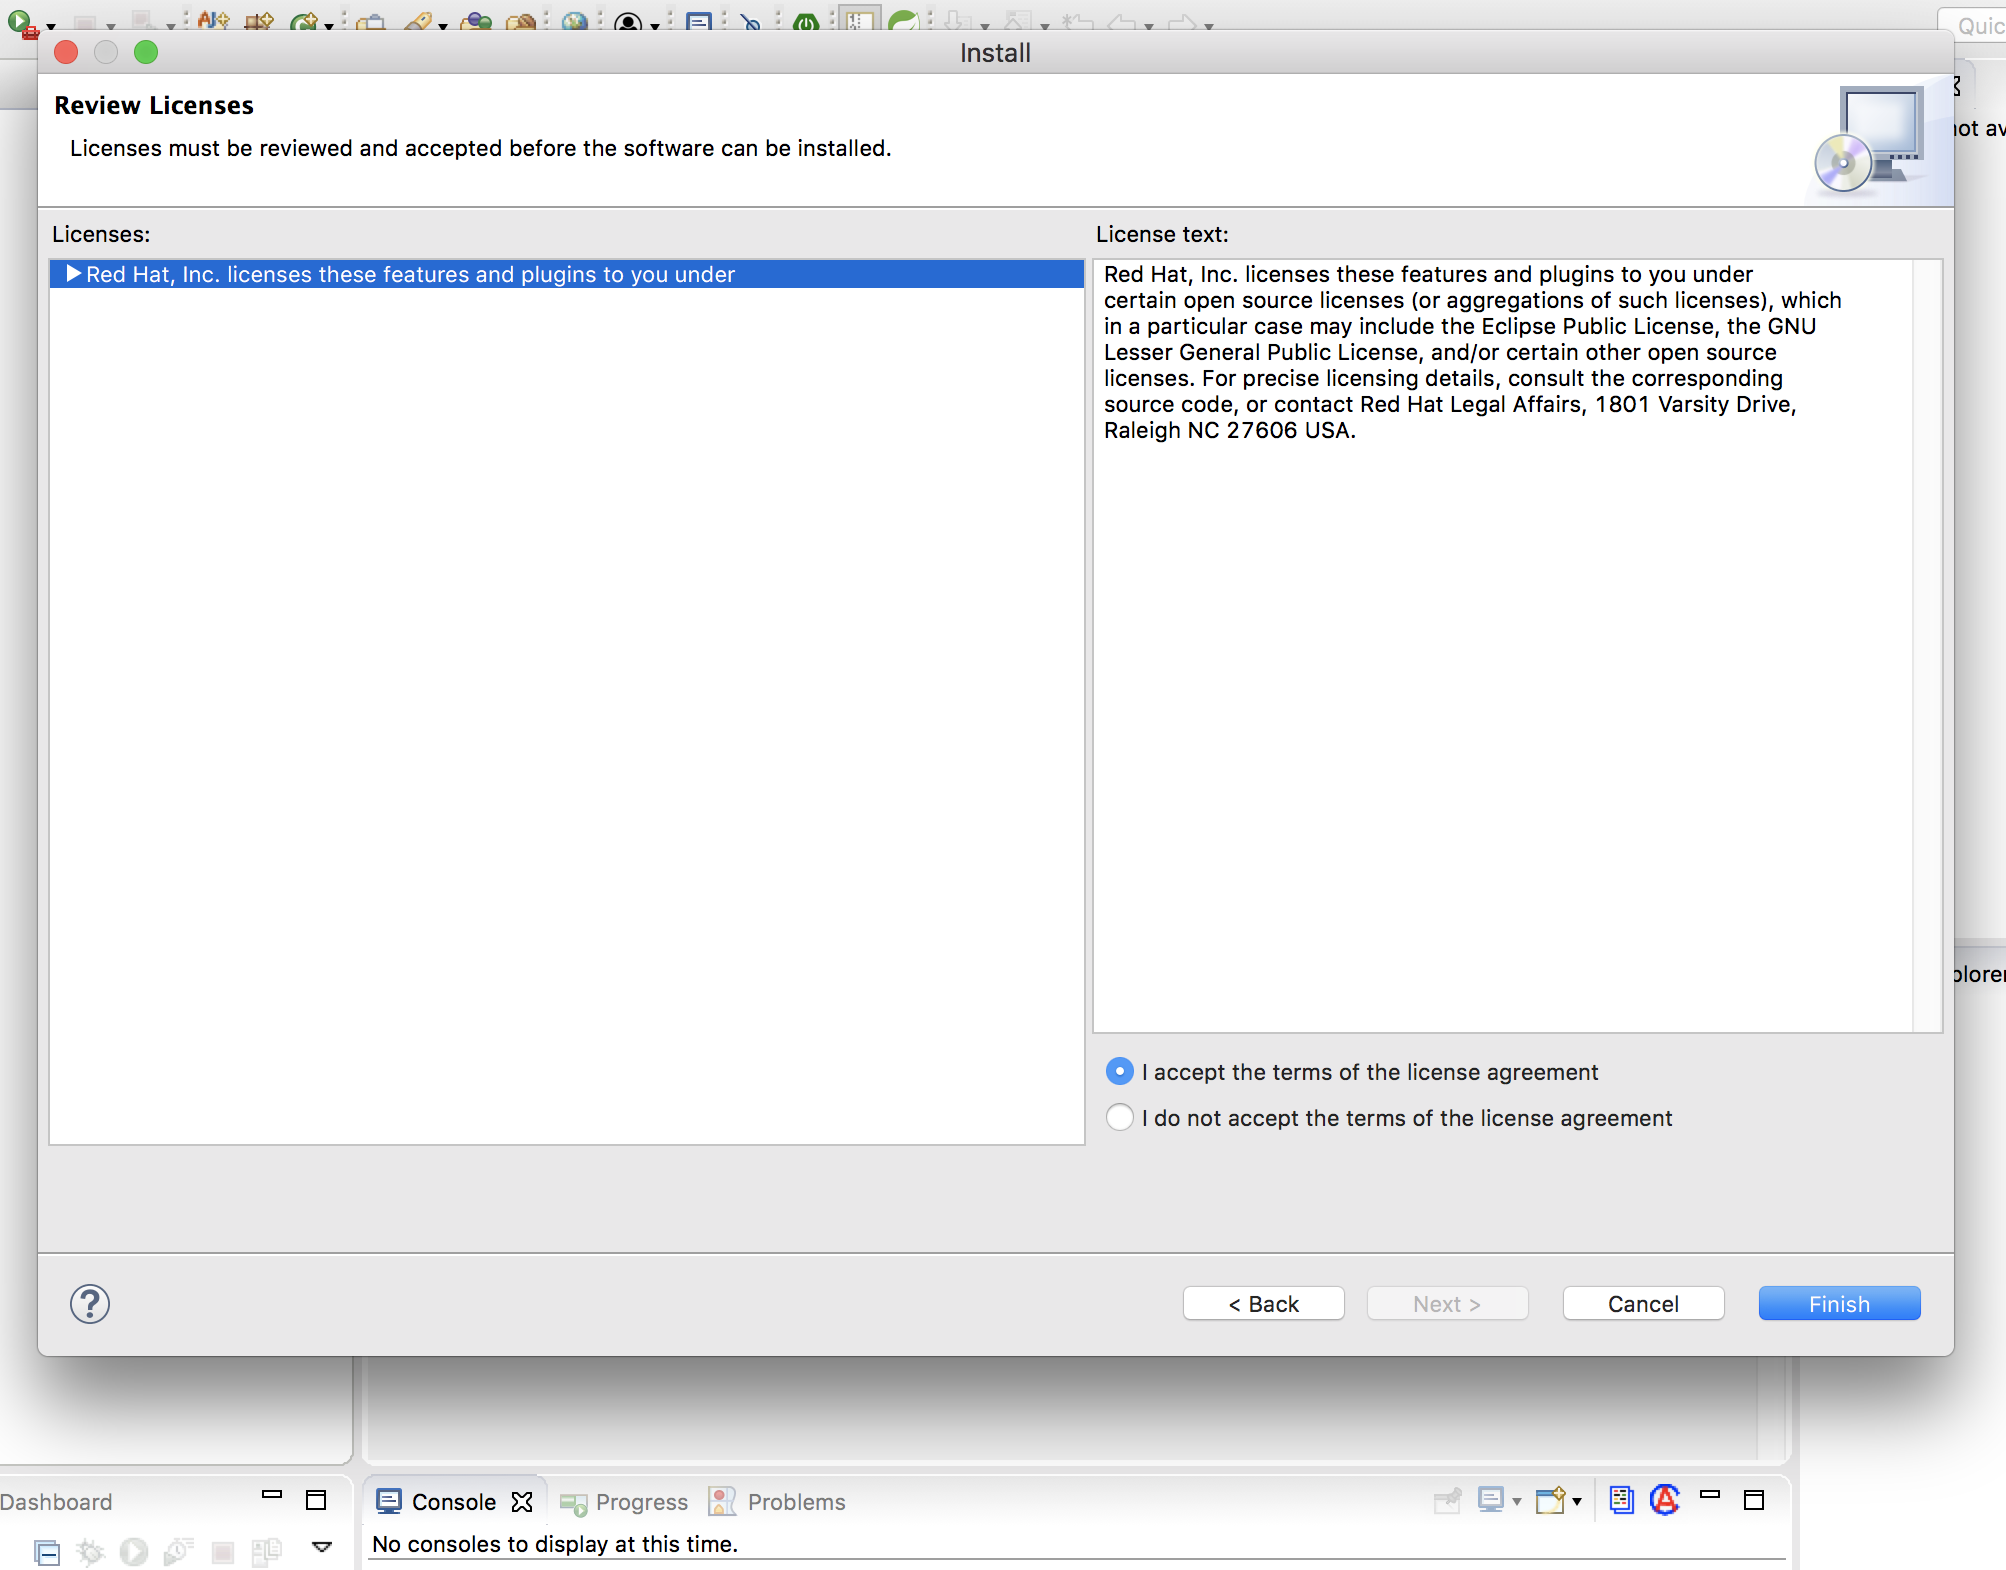 Quic
Install
Review Licenses
Licenses must be reviewed and accepted before the software can be installed.
not av
Licenses:
License text:
Red Hat, Inc. licenses these features and plugins to you under
Red Hat, Inc. licenses these features and plugins to you under
certain open source licenses (or aggregations of such licenses), which
in a particular case may include the Eclipse Public License, the GNU
Lesser General Public License, and/or certain other open source
licenses. For precise licensing details, consult the corresponding
source code, or contact Red Hat Legal Affairs, 1801 Varsity Drive,
Raleigh NC 27606 USA.
plorer
I accept the terms of the license agreement
I do not accept the terms of the license agreement
?
< Back
Next >
Cancel
Finish
Dashboard
Console
Progress
Problems
No consoles to display at this time.